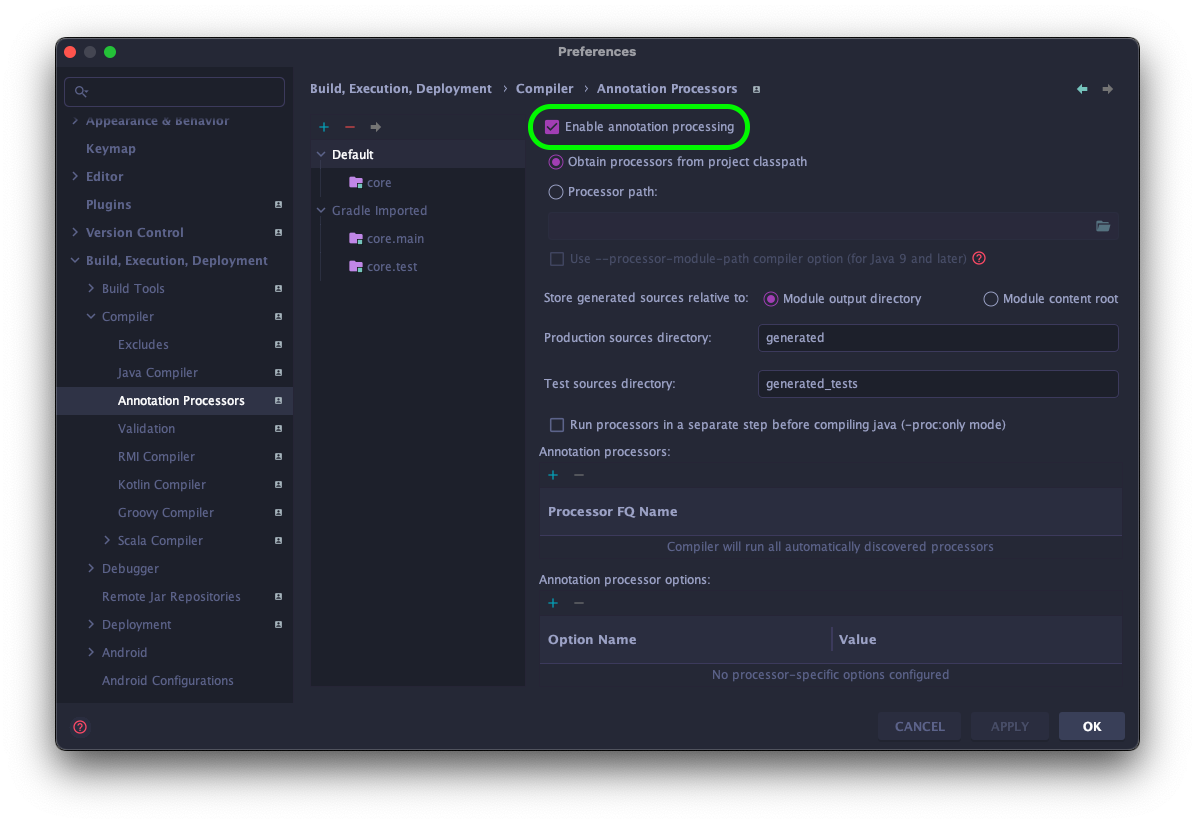 Preferences
Appearance & Behavior
Keymap
Editor
Plugins
Version Control
Build, Execution, Deployment
Build Tools
Compiler
Excludes
Java Compiler
Annotation Processors
Validation
RMI Compiler
Kotlin Compiler
Groovy Compiler
Scala Compiler
Debugger
Remote Jar Repositories
Deployment
Android
Android Configurations
Build, Execution, Deployment › Compiler › Annotation Processors
Default
core
Gradle Imported
core.main
core.test
Enable annotation processing
Obtain processors from project classpath
Processor path:
Use --processor-module-path compiler option (for Java 9 and later)
Store generated sources relative to: Module output directory Module content root
Production sources directory: generated
Test sources directory: generated_tests
Run processors in a separate step before compiling java (-proc:only mode)
Annotation processors:
Processor FQ Name
Compiler will run all automatically discovered processors
Annotation processor options:
Option Name Value
No processor-specific options configured
CANCEL APPLY OK